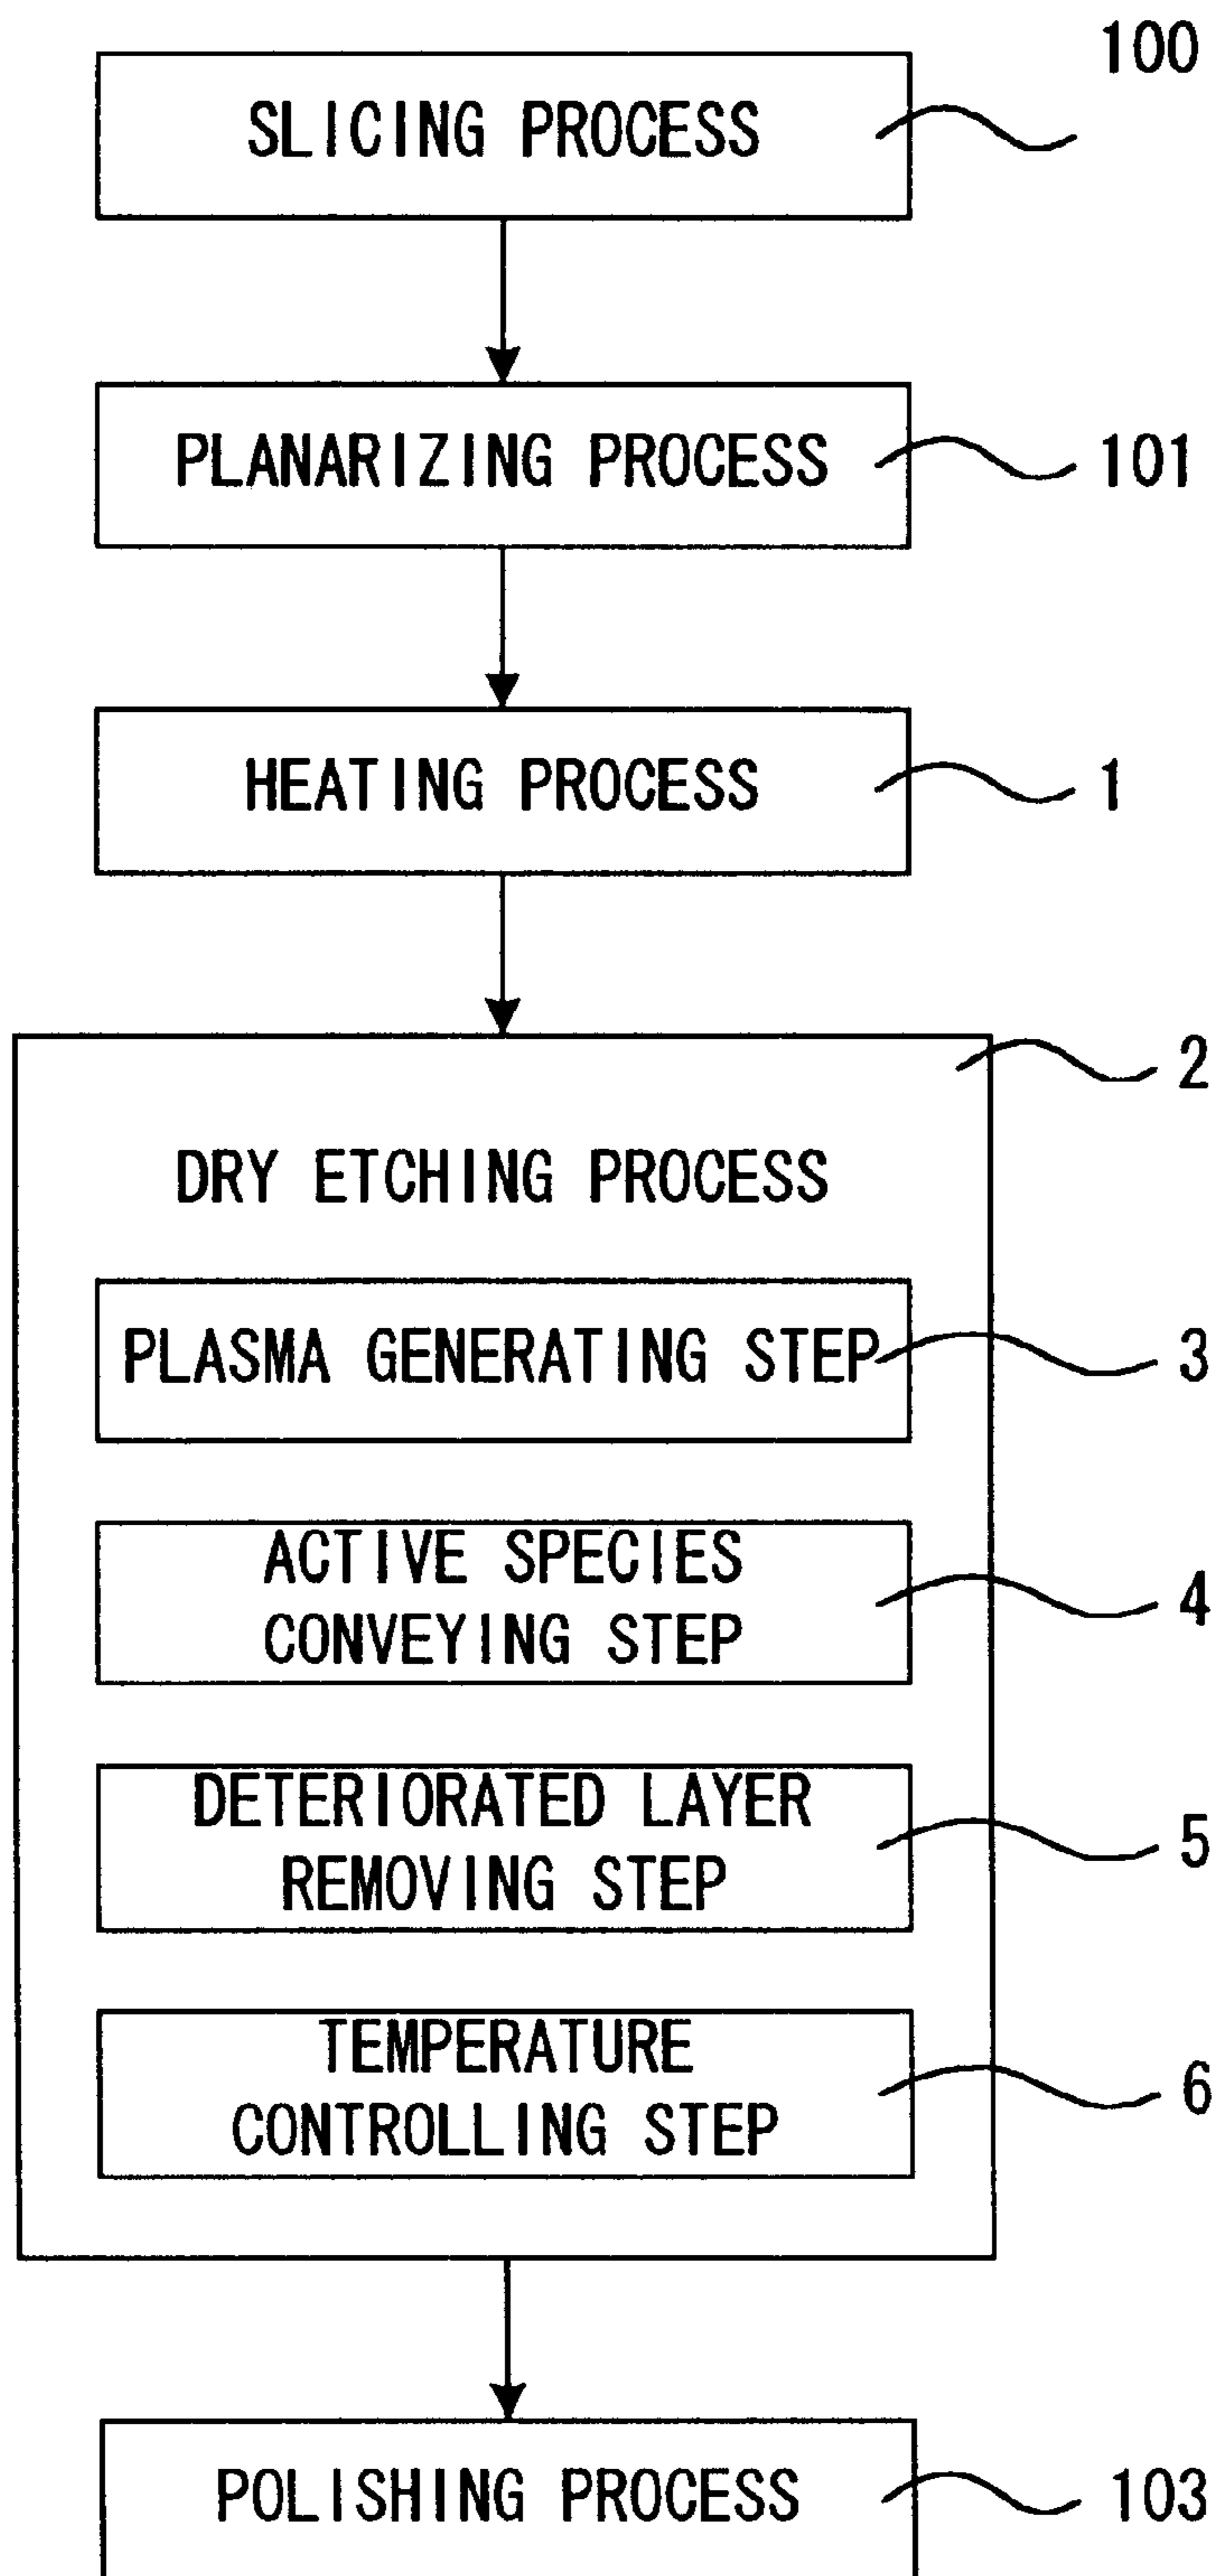 100
SLICING PROCESS
PLANARIZING PROCESS
101
HEATING PROCESS
1
2
DRY ETCHING PROCESS
PLASMA GENERATING STEP
3
ACTIVE SPECIES
CONVEYING STEP
4
DETERIORATED LAYER
REMOVING STEP
5
TEMPERATURE
CONTROLLING STEP
6
POLISHING PROCESS
103